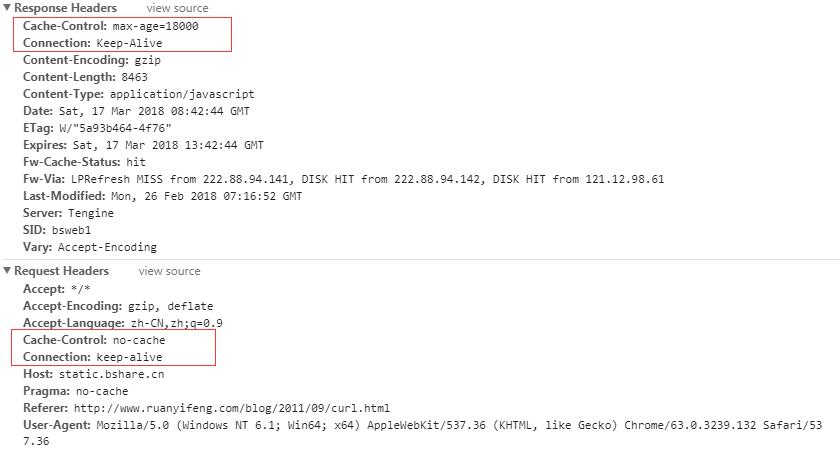 ▼ Response Headers view source
Cache-Control: max-age=18000
Connection: Keep-Alive
Content-Encoding: gzip
Content-Length: 8463
Content-Type: application/javascript
Date: Sat, 17 Mar 2018 08:42:44 GMT
ETag: W/"5a93b464-4f76"
Expires: Sat, 17 Mar 2018 13:42:44 GMT
Fw-Cache-Status: hit
Fw-Via: LPRefresh MISS from 222.88.94.141, DISK HIT from 222.88.94.142, DISK HIT from 121.12.98.61
Last-Modified: Mon, 26 Feb 2018 07:16:52 GMT
Server: Tengine
SID: bsweb1
Vary: Accept-Encoding
▼ Request Headers view source
Accept: */*
Accept-Encoding: gzip, deflate
Accept-Language: zh-CN,zh;q=0.9
Cache-Control: no-cache
Connection: keep-alive
Host: static.bshare.cn
Pragma: no-cache
Referer: http://www.ruanyifeng.com/blog/2011/09/curl.html
User-Agent: Mozilla/5.0 (Windows NT 6.1; Win64; x64) AppleWebKit/537.36 (KHTML, like Gecko) Chrome/63.0.3239.132 Safari/53
7.36